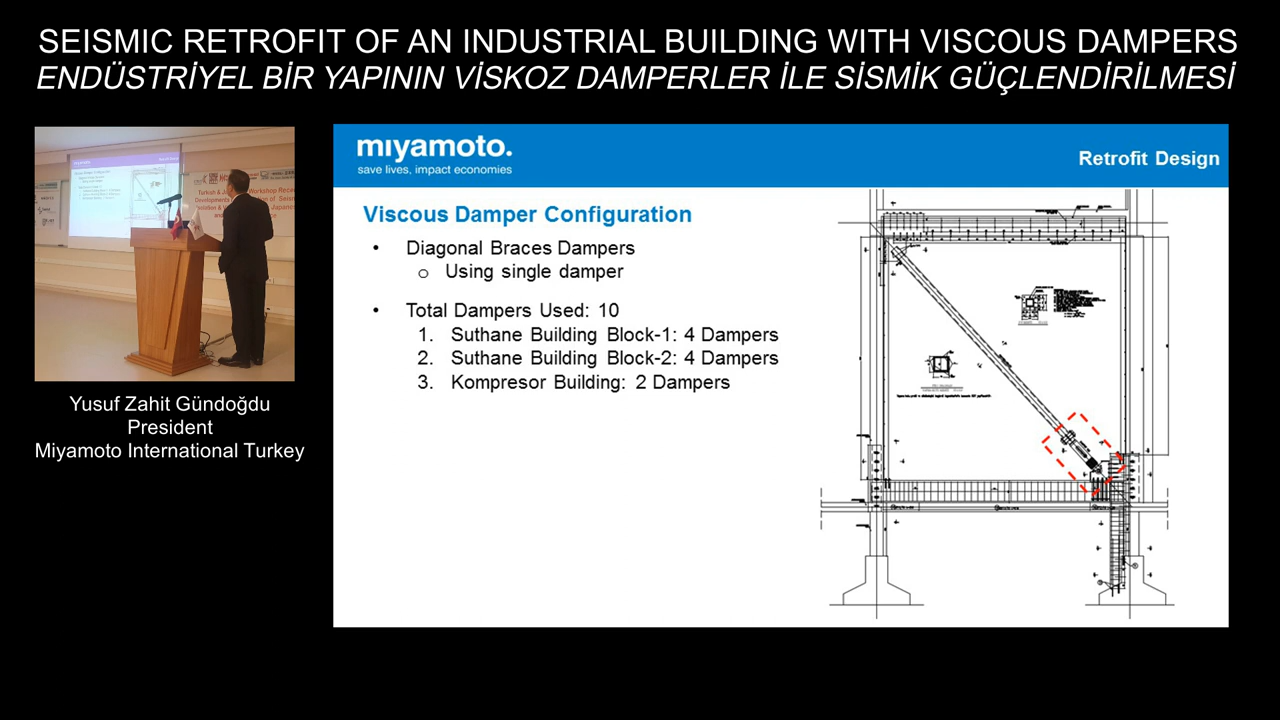 SEISMIC RETROFIT OF AN INDUSTRIAL BUILDING WITH VISCOUS DAMPERS
ENDÜSTRİYEL BİR YAPININ VİSKOZ DAMPERLER İLE SİSMİK GÜÇLENDİRİLMESİ
miyamoto.
save lives, impact economies
Retrofit Design
Viscous Damper Configuration
• Diagonal Braces Dampers
o Using single damper
• Total Dampers Used: 10
1. Suthane Building Block-1: 4 Dampers
2. Suthane Building Block-2: 4 Dampers
3. Kompresor Building: 2 Dampers
Yusuf Zahit Gündoğdu
President
Miyamoto International Turkey